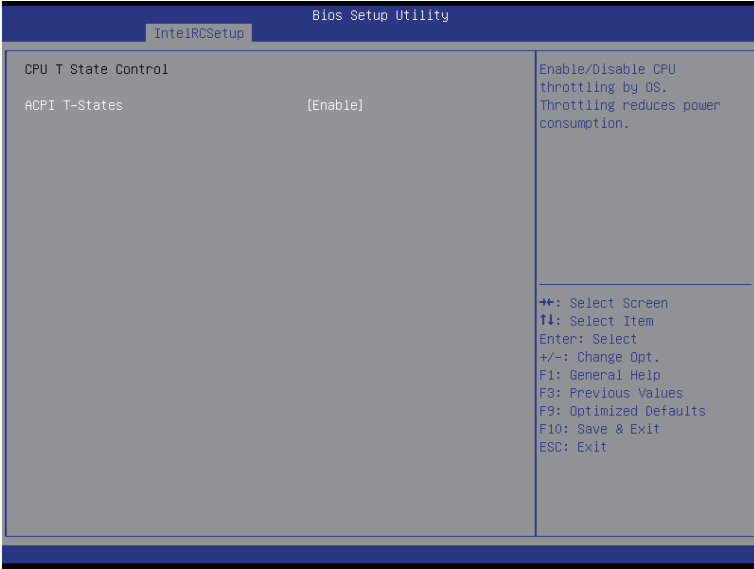 Bios Setup Utility
IntelRCSetup
CPU T State Control
ACPI T-States [Enable]
Enable/Disable CPU
throttling by OS.
Throttling reduces power
consumption.
→←: Select Screen
↑↓: Select Item
Enter: Select
+/-: Change Opt.
F1: General Help
F3: Previous Values
F9: Optimized Defaults
F10: Save & Exit
ESC: Exit